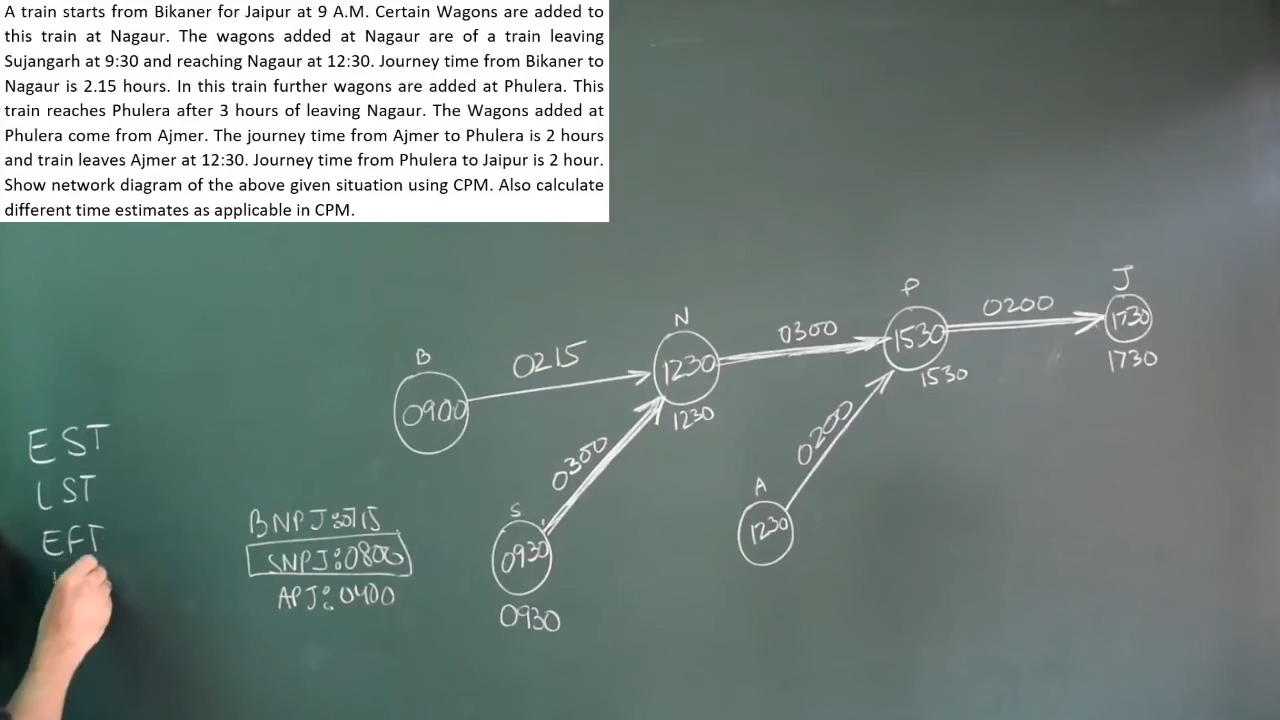 A train starts from Bikaner for Jaipur at 9 A.M. Certain Wagons are added to
this train at Nagaur. The wagons added at Nagaur are of a train leaving
Sujangarh at 9:30 and reaching Nagaur at 12:30. Journey time from Bikaner to
Nagaur is 2.15 hours. In this train further wagons are added at Phulera. This
train reaches Phulera after 3 hours of leaving Nagaur. The Wagons added at
Phulera come from Ajmer. The journey time from Ajmer to Phulera is 2 hours
and train leaves Ajmer at 12:30. Journey time from Phulera to Jaipur is 2 hour.
Show network diagram of the above given situation using CPM. Also calculate
different time estimates as applicable in CPM.
J
P
0200
N
0300
1730
1530
1730
B
0215
1230
1530
0900
1230
EST
0300
0200
LST
A
S
BNPJ:
EFT
1230
SNPJ:0800
0930
APJ:0400
0930